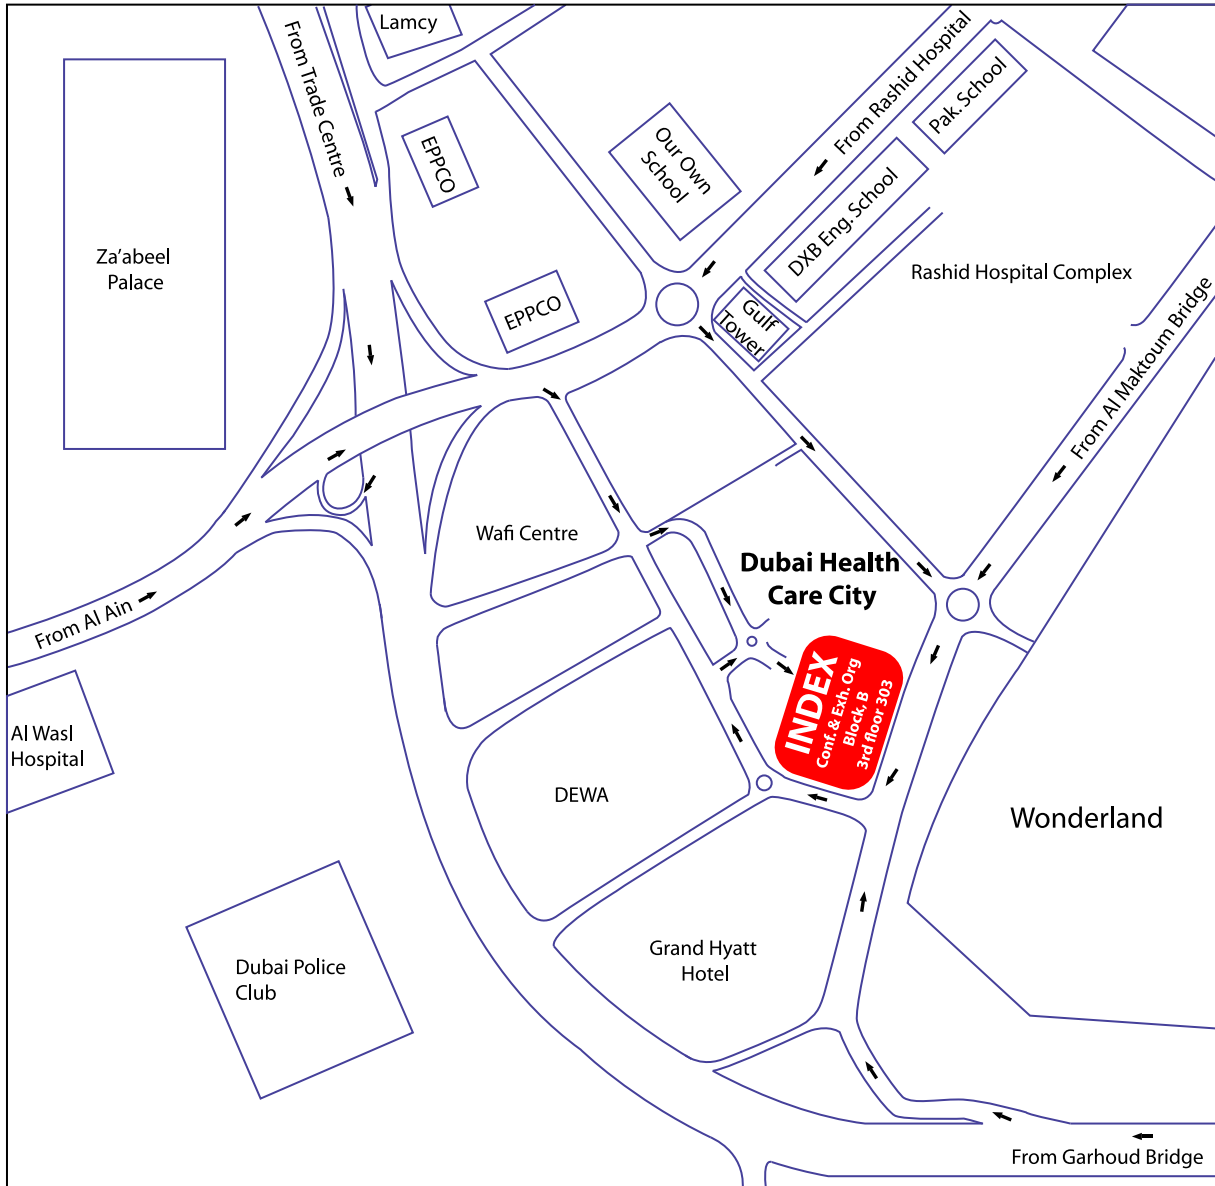 Lamcy
From Trade Centre
From Rashid Hospital
Pak. School
EPPCO
Our Own
School
DXB Eng. School
Za'abeel
Palace
Rashid Hospital Complex
EPPCO
Gulf
Tower
From Al Maktoum Bridge
Wafi Centre
Dubai Health
Care City
From Al Ain
INDEX
Conf. & Exh. Org
Block, B
3rd floor 303
Al Wasl
Hospital
DEWA
Wonderland
Grand Hyatt
Hotel
Dubai Police
Club
From Garhoud Bridge